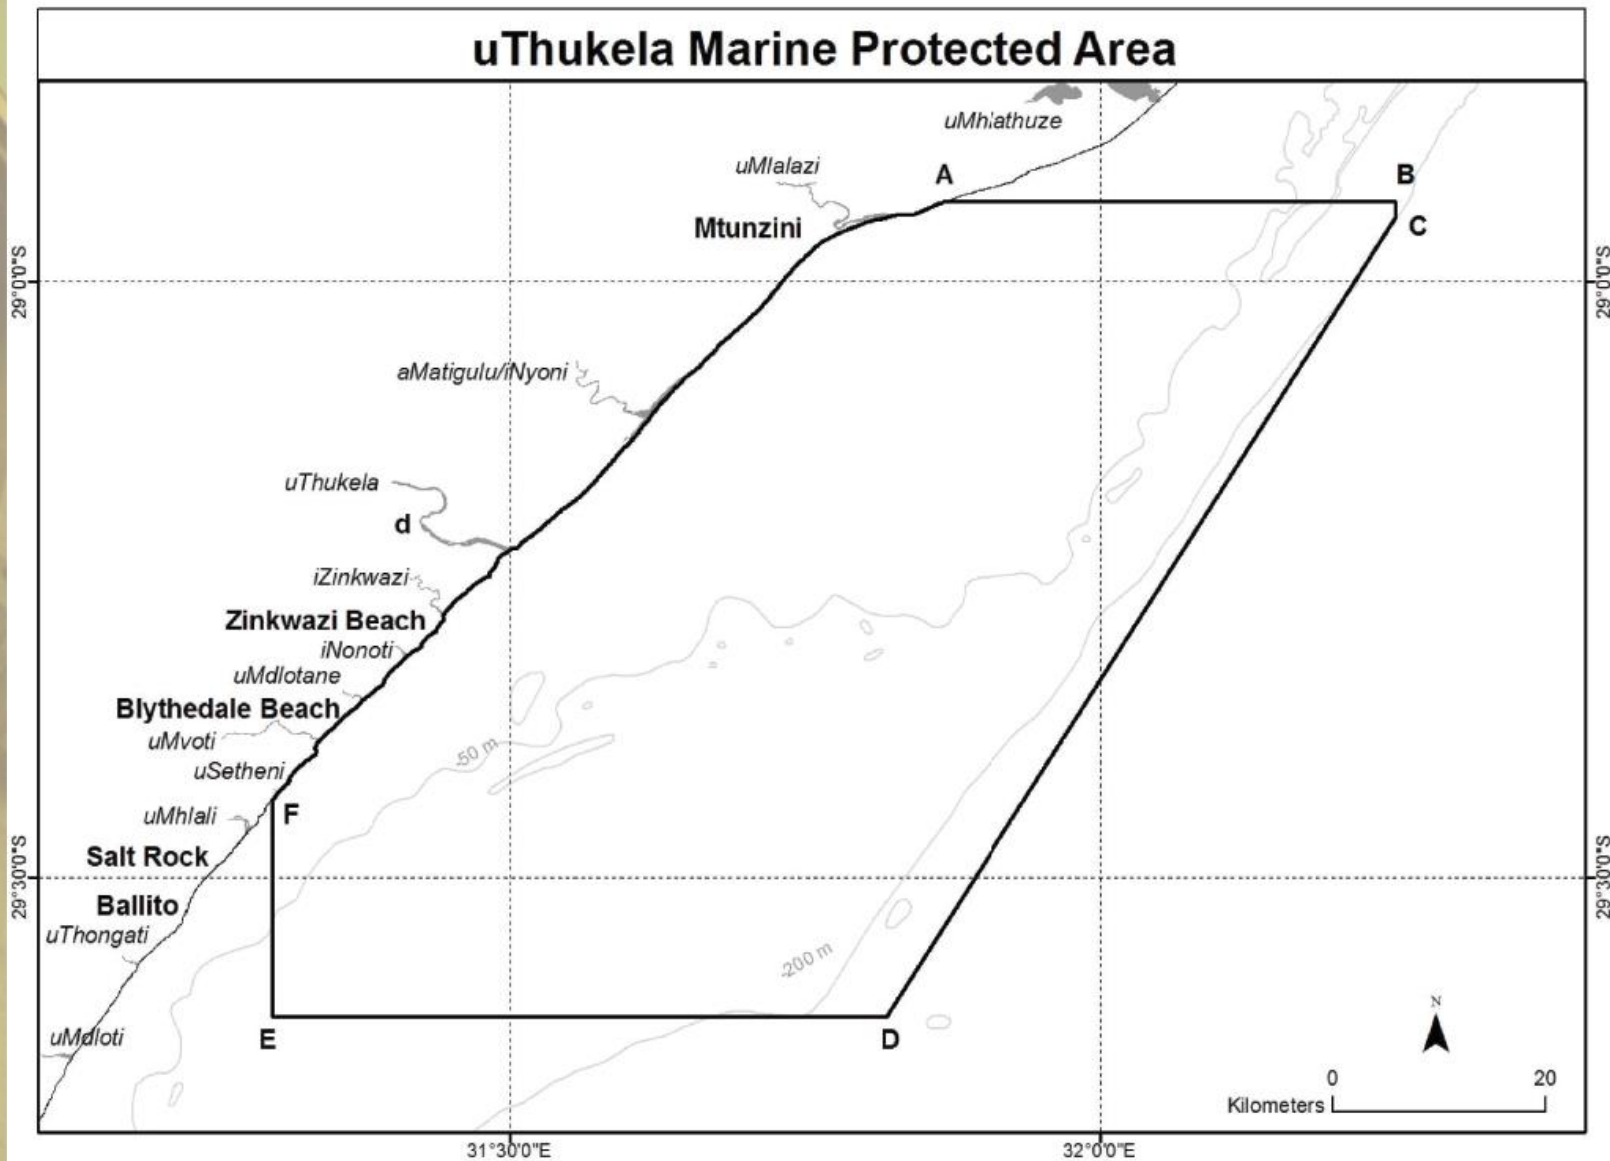 uThukela Marine Protected Area
uMhlathuze
uMlalazi
A
B
Mtunzini
C
29°0'0"S
29°0'0"S
aMatigulu/iNyoni
uThukela
d
iZinkwazi
Zinkwazi Beach
iNonoti
uMdlotane
Blythedale Beach
uMvoti
-50 m
uSetheni
F
uMhlali
Salt Rock
29°30'0"S
29°30'0"S
Ballito
uThongati
-200 m
N
uMdloti
E
D
0
20
Kilometers
31°30'0"E
32°0'0"E